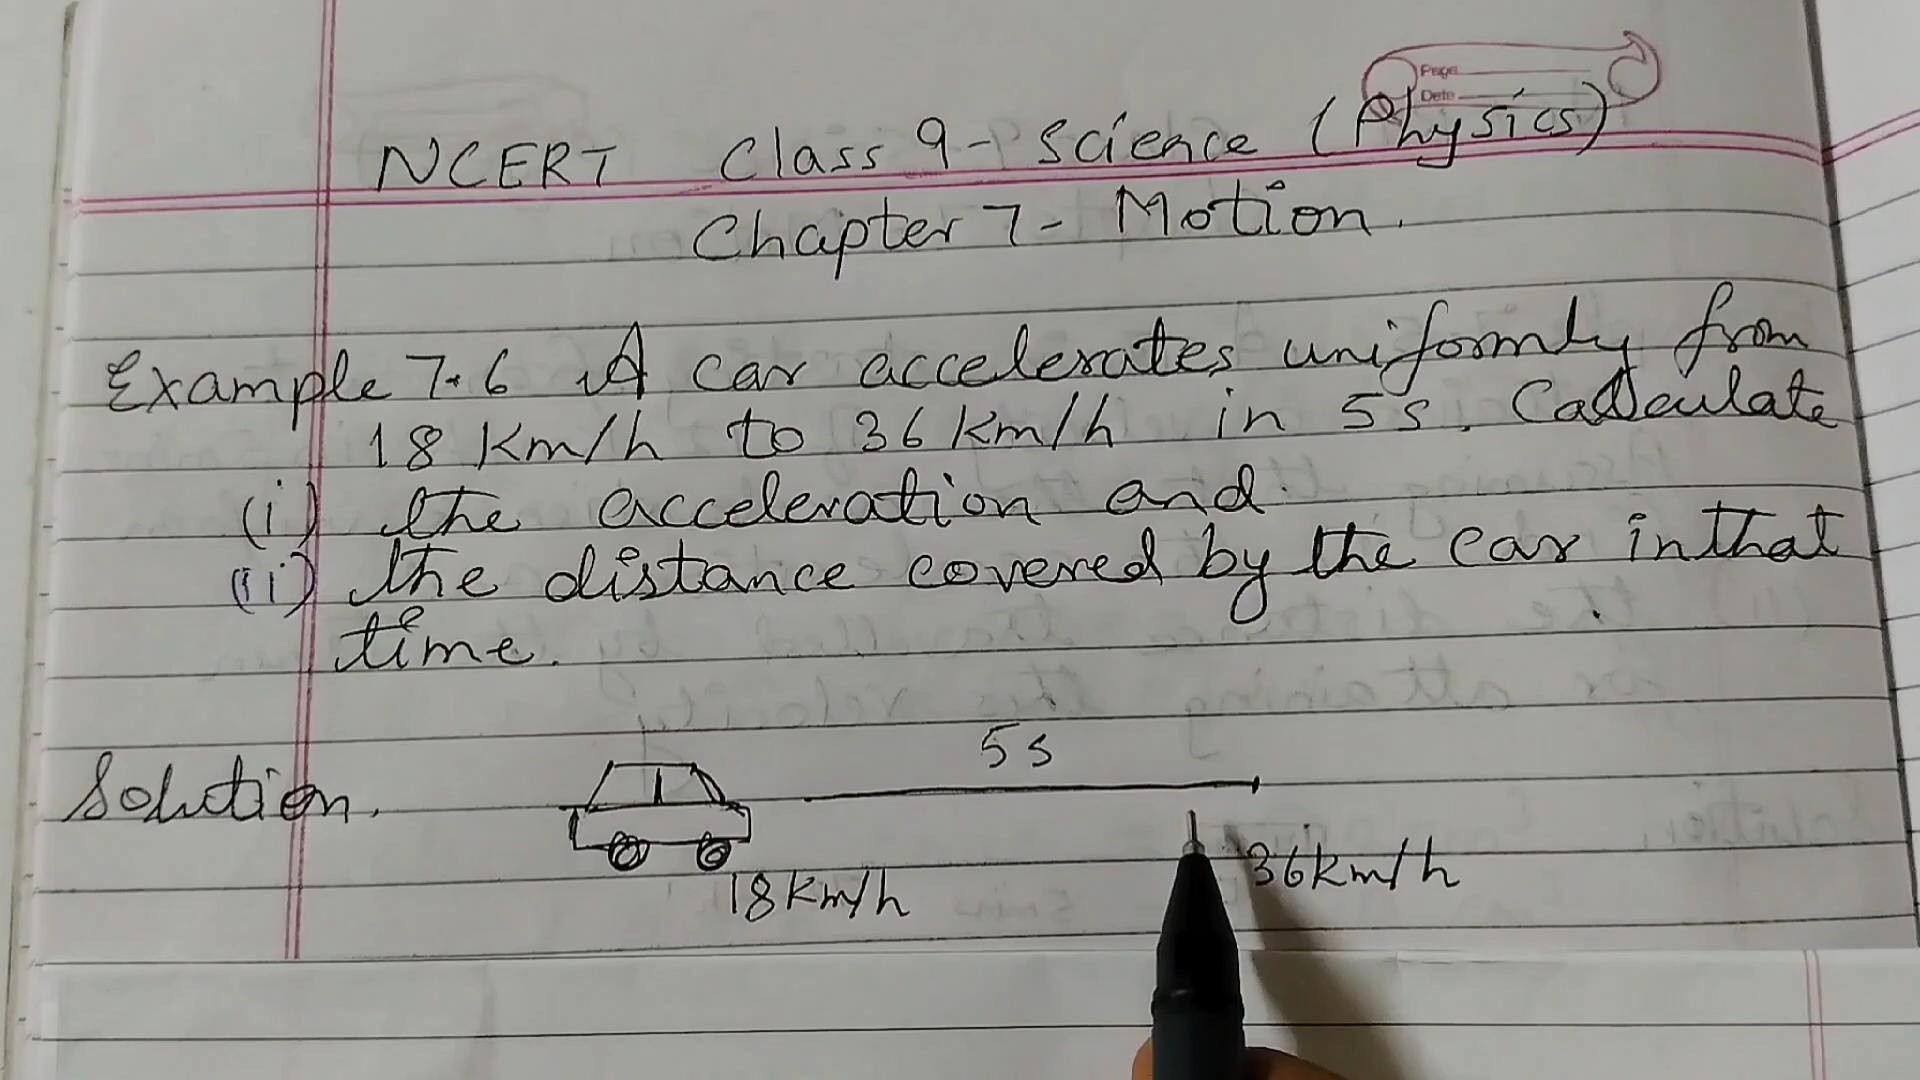 Page
Date
NCERT Class 9 - Science (Physics)
Chapter 7 - Motion.
Example 7.6 A car accelerates uniformly from
18 Km/h to 36 Km/h in 5 s. Calculate
(i) the acceleration and
(ii) the distance covered by the car in that
time.
Solution.
5 s
18 Km/h
36 Km/h